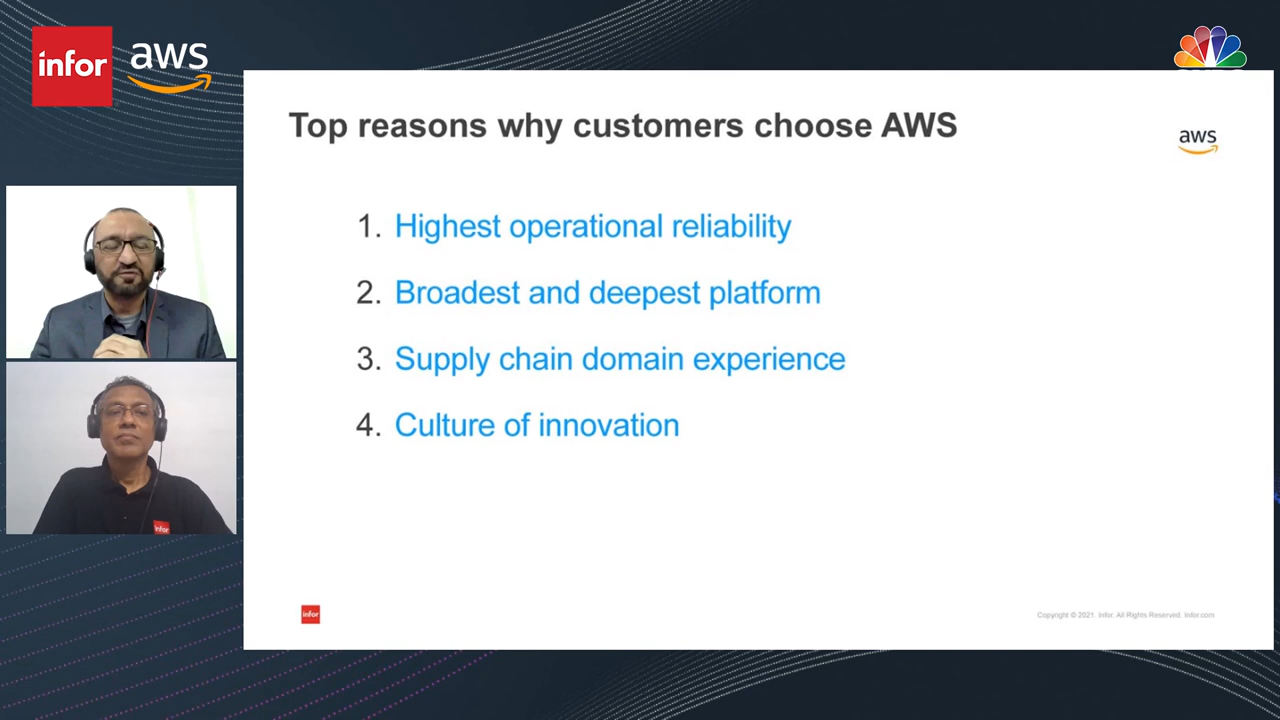 infor
aws
Top reasons why customers choose AWS
aws
1. Highest operational reliability
2. Broadest and deepest platform
3. Supply chain domain experience
4. Culture of innovation
infor
infor
Copyright © 2021. Infor. All Rights Reserved. Infor.com